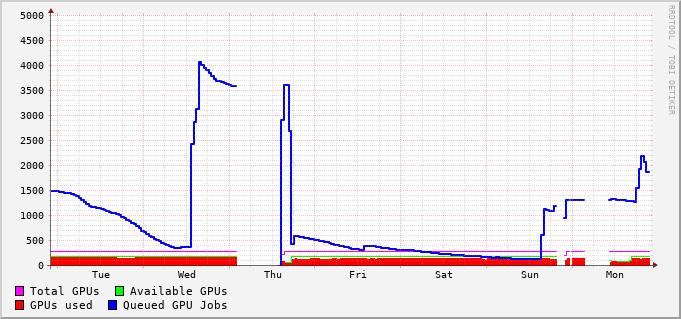 5000
4500
4000
3500
3000
2500
2000
1500
1000
500
0
Tue Wed Thu Fri Sat Sun Mon
Total GPUs Available GPUs
GPUs used Queued GPU Jobs
RRDTOOL / TOBI OETIKER